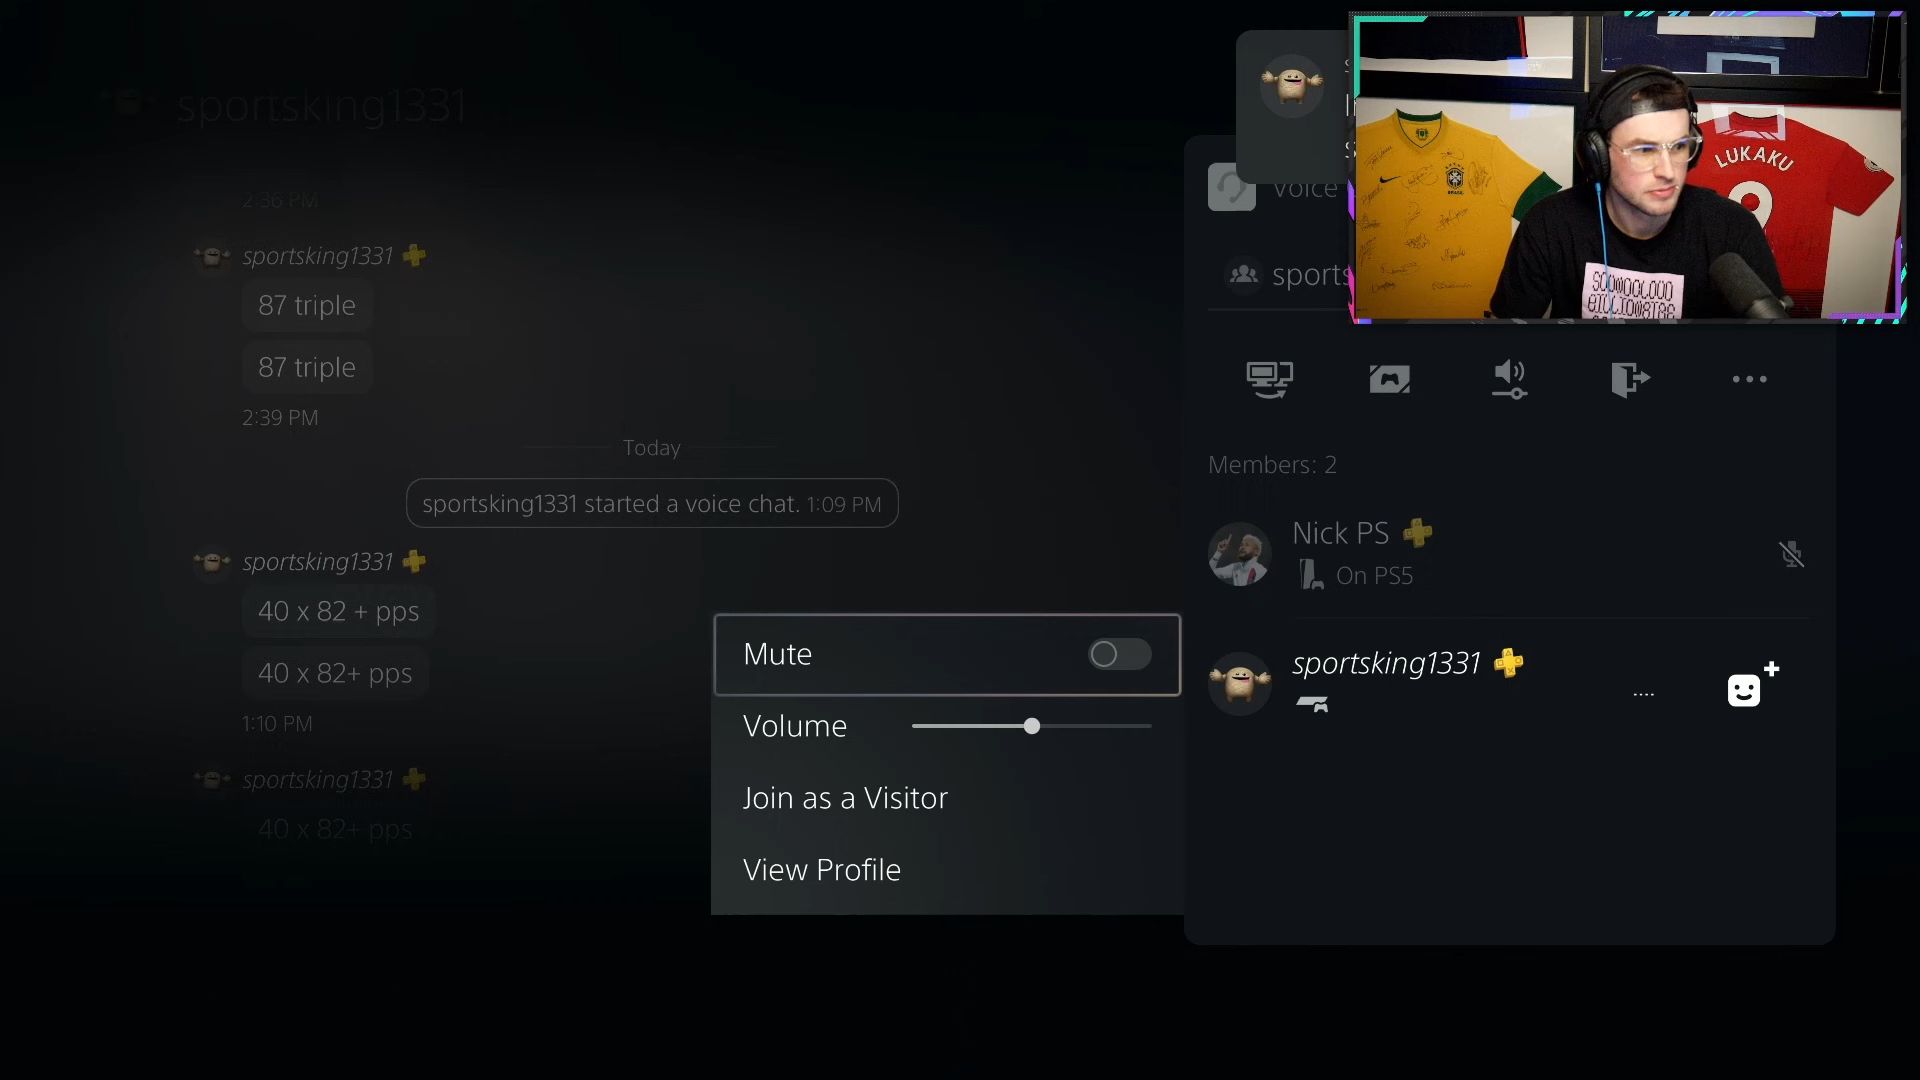 sportsking1331
2:36 PM
sportsking1331
87 triple
87 triple
2:39 PM
Today
sportsking1331 started a voice chat. 1:09 PM
sportsking1331
40 x 82 + pps
40 x 82+ pps
1:10 PM
sportsking1331
40 x 82+ pps
Mute
Volume
Join as a Visitor
View Profile
Voice
sports
Members: 2
Nick PS
On PS5
sportsking1331
LUKAKU
9